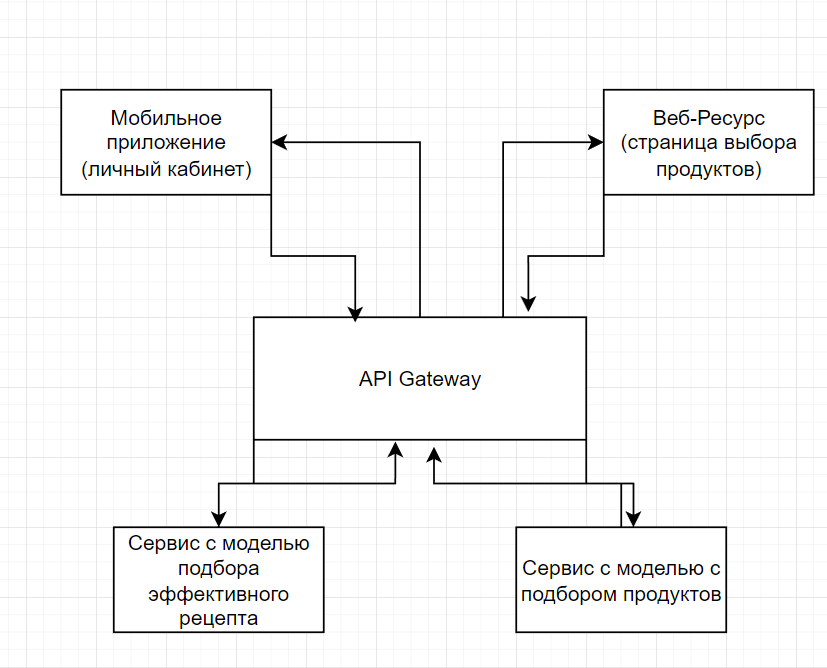 Мобильное
приложение
(личный кабинет)
Веб-Ресурс
(страница выбора
продуктов)
API Gateway
Сервис с моделью
подбора
эффективного
рецепта
Сервис с моделью с
подбором продуктов